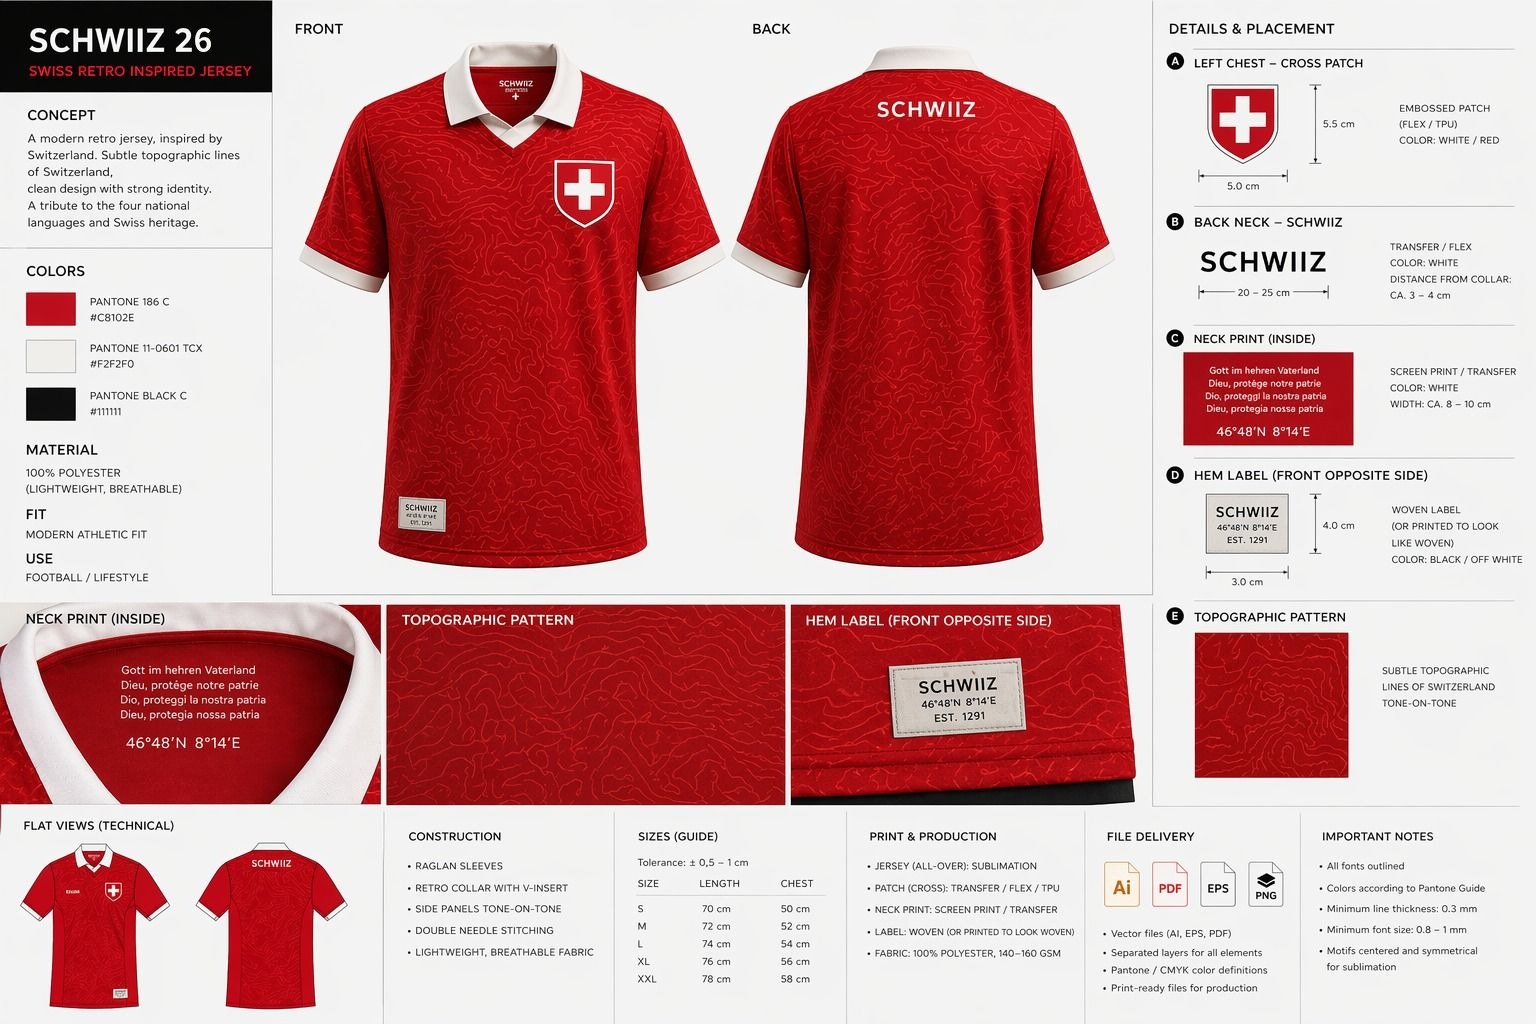 SCHWIIZ 26
SWISS RETRO INSPIRED JERSEY
CONCEPT
A modern retro jersey, inspired by
Switzerland. Subtle topographic lines
of Switzerland,
clean design with strong identity.
A tribute to the four national
languages and Swiss heritage.
COLORS
PANTONE 186 C
#C8102E
PANTONE 11-0601 TCX
#F2F2F0
PANTONE BLACK C
#111111
MATERIAL
100% POLYESTER
(LIGHTWEIGHT, BREATHABLE)
FIT
MODERN ATHLETIC FIT
USE
FOOTBALL / LIFESTYLE
FRONT
SCHWIIZ
SCHWIIZ
EST. 1291
BACK
SCHWIIZ
DETAILS & PLACEMENT
A LEFT CHEST – CROSS PATCH
5.5 cm
5.0 cm
EMBOSSED PATCH
(FLEX / TPU)
COLOR: WHITE / RED
B BACK NECK – SCHWIIZ
SCHWIIZ
20 – 25 cm
TRANSFER / FLEX
COLOR: WHITE
DISTANCE FROM COLLAR:
CA. 3 – 4 cm
C NECK PRINT (INSIDE)
Gott im hehren Vaterland
Dieu, protége notre patrie
Dio, proteggi la nostra patria
Dieu, protegia nossa patria
46°48′N 8°14′E
SCREEN PRINT / TRANSFER
COLOR: WHITE
WIDTH: CA. 8 – 10 cm
D HEM LABEL (FRONT OPPOSITE SIDE)
SCHWIIZ
46°48′N 8°14′E
EST. 1291
4.0 cm
3.0 cm
WOVEN LABEL
(OR PRINTED TO LOOK
LIKE WOVEN)
COLOR: BLACK / OFF WHITE
E TOPOGRAPHIC PATTERN
SUBTLE TOPOGRAPHIC
LINES OF SWITZERLAND
TONE-ON-TONE
NECK PRINT (INSIDE)
Gott im hehren Vaterland
Dieu, protége notre patrie
Dio, proteggi la nostra patria
Dieu, protegia nossa patria
46°48′N 8°14′E
TOPOGRAPHIC PATTERN
HEM LABEL (FRONT OPPOSITE SIDE)
SCHWIIZ
46°48′N 8°14′E
EST. 1291
FLAT VIEWS (TECHNICAL)
SCHWIIZ
CONSTRUCTION
• RAGLAN SLEEVES
• RETRO COLLAR WITH V-INSERT
• SIDE PANELS TONE-ON-TONE
• DOUBLE NEEDLE STITCHING
• LIGHTWEIGHT, BREATHABLE FABRIC
SIZES (GUIDE)
Tolerance: ± 0,5 – 1 cm
SIZE LENGTH CHEST
S 70 cm 50 cm
M 72 cm 52 cm
L 74 cm 54 cm
XL 76 cm 56 cm
XXL 78 cm 58 cm
PRINT & PRODUCTION
• JERSEY (ALL-OVER): SUBLIMATION
• PATCH (CROSS): TRANSFER / FLEX / TPU
• NECK PRINT: SCREEN PRINT / TRANSFER
• LABEL: WOVEN (OR PRINTED TO LOOK WOVEN)
• FABRIC: 100% POLYESTER, 140–160 GSM
FILE DELIVERY
Ai PDF EPS PNG
• Vector files (AI, EPS, PDF)
• Separated layers for all elements
• Pantone / CMYK color definitions
• Print-ready files for production
IMPORTANT NOTES
• All fonts outlined
• Colors according to Pantone Guide
• Minimum line thickness: 0.3 mm
• Minimum font size: 0.8 – 1 mm
• Motifs centered and symmetrical
for sublimation